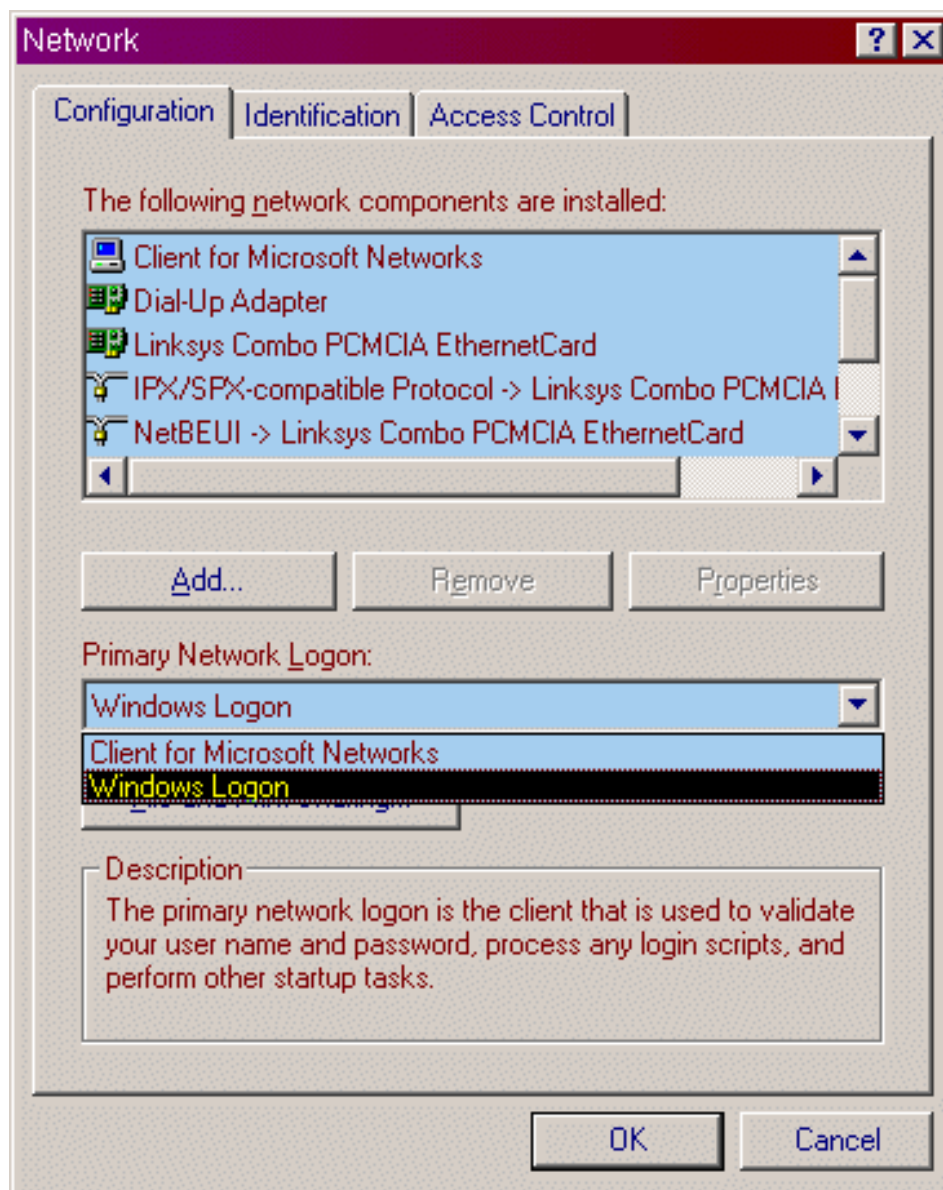 Network
Configuration
Identification
Access Control
The following network components are installed:
Client for Microsoft Networks
Dial-Up Adapter
Linksys Combo PCMCIA EthernetCard
IPX/SPX-compatible Protocol -> Linksys Combo PCMCIA
NetBEUI -> Linksys Combo PCMCIA EthernetCard
Add...
Remove
Properties
Primary Network Logon:
Windows Logon
Client for Microsoft Networks
Windows Logon
Description
The primary network logon is the client that is used to validate
your user name and password, process any login scripts, and
perform other startup tasks.
OK
Cancel